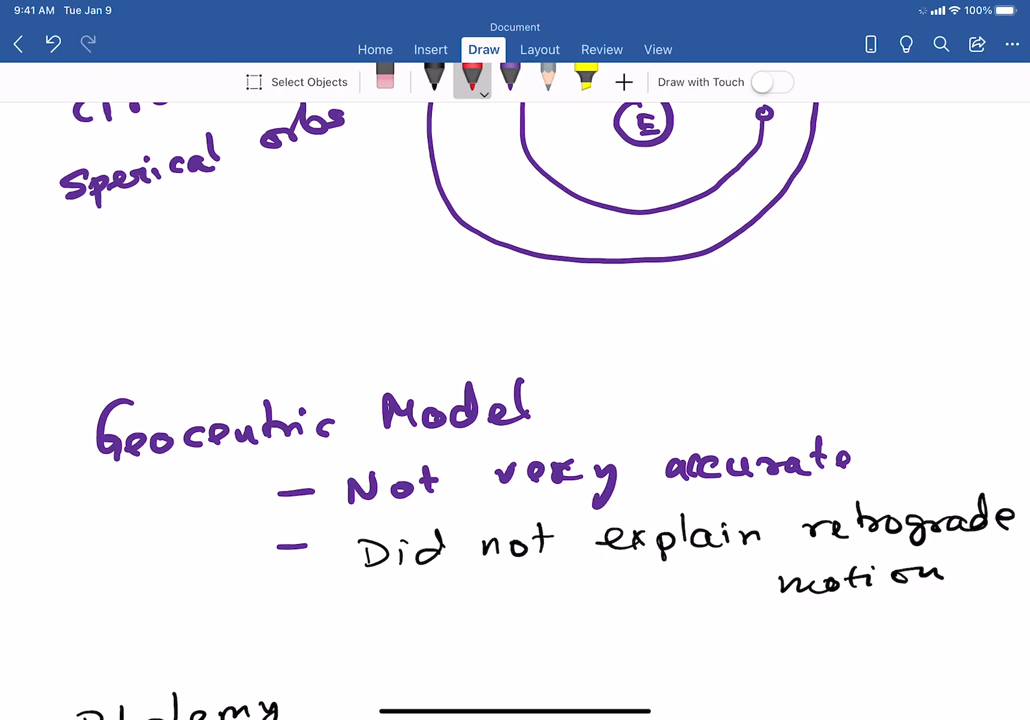 9:41 AM Tue Jan 9
100%
Document
Home Insert Draw Layout Review View
Select Objects
Draw with Touch
orbs
sperical
E
Geocentric Model
- Not very accurate
- Did not explain retrograde
motion
Ptolemy